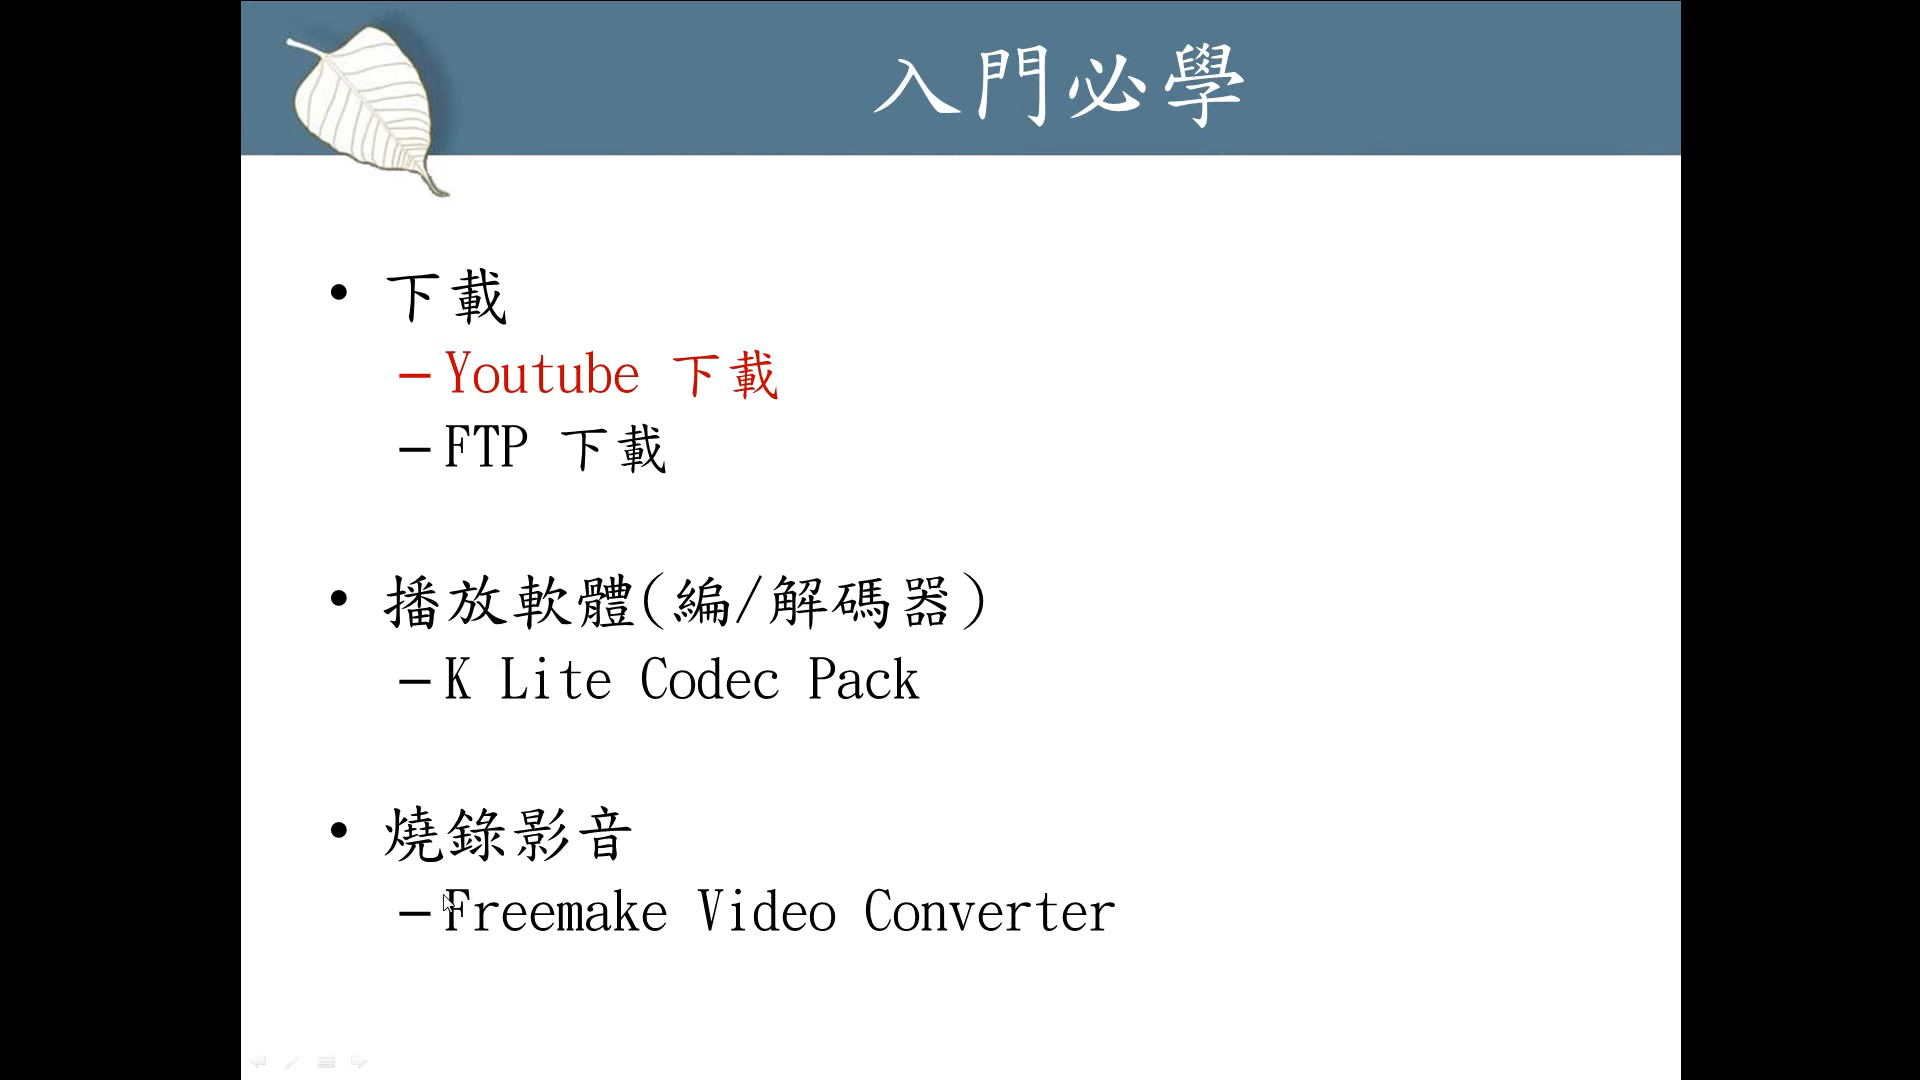 入門必學
• 下載
– Youtube 下載
– FTP 下載
• 播放軟體(編/解碼器)
– K Lite Codec Pack
• 燒錄影音
– Freemake Video Converter